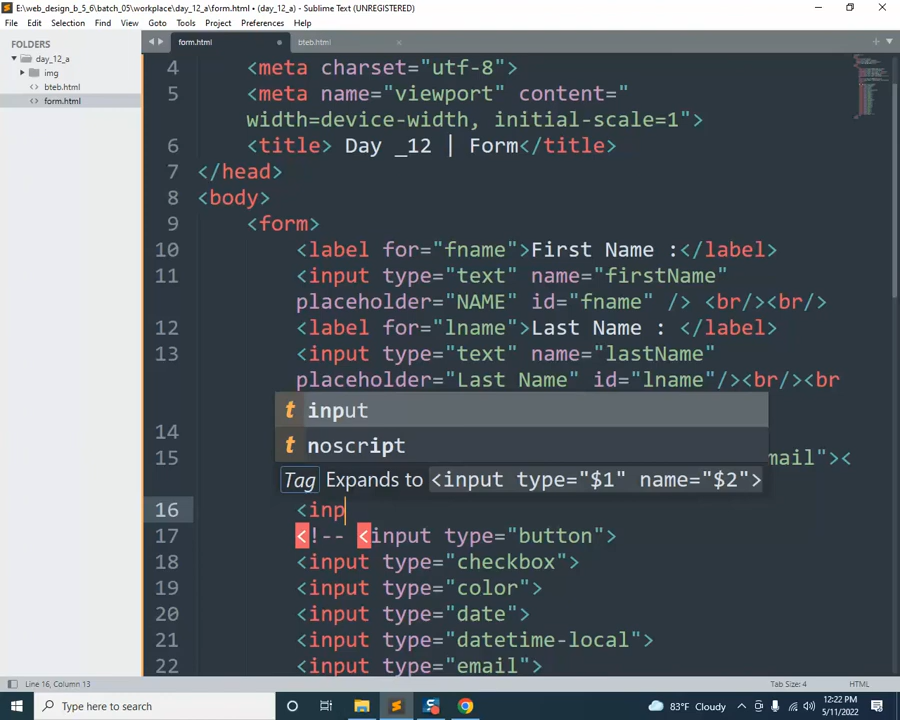 E:\web_design_b_5_6\batch_05\workplace\day_12_a\form.html • (day_12_a) - Sublime Text (UNREGISTERED)
File Edit Selection Find View Goto Tools Project Preferences Help
FOLDERS
day_12_a
img
bteb.html
form.html
form.html
bteb.html
4 <meta charset="utf-8">
5 <meta name="viewport" content="
width=device-width, initial-scale=1">
6 <title> Day _12 | Form</title>
7 </head>
8 <body>
9 <form>
10 <label for="fname">First Name :</label>
11 <input type="text" name="firstName"
placeholder="NAME" id="fname" /> <br/><br/>
12 <label for="lname">Last Name : </label>
13 <input type="text" name="lastName"
placeholder="Last Name" id="lname"/><br/><br
t input
14
t noscript
15 mail"><
Tag Expands to <input type="$1" name="$2">
16 <inp
17 <!-- <input type="button">
18 <input type="checkbox">
19 <input type="color">
20 <input type="date">
21 <input type="datetime-local">
22 <input type="email">
Line 16, Column 13
Tab Size: 4
HTML
Type here to search
83°F Cloudy
12:22 PM
5/11/2022